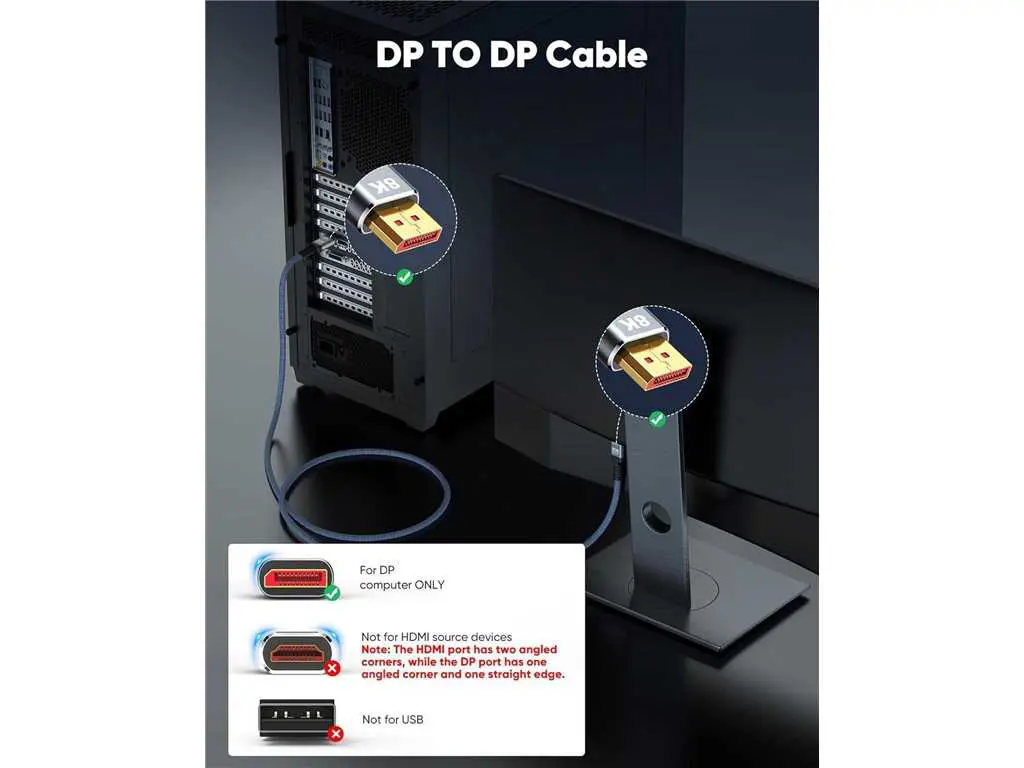 DP TO DP Cable
8K
8K
For DP
computer ONLY
Not for HDMI source devices
Note: The HDMI port has two angled
corners, while the DP port has one
angled corner and one straight edge.
Not for USB